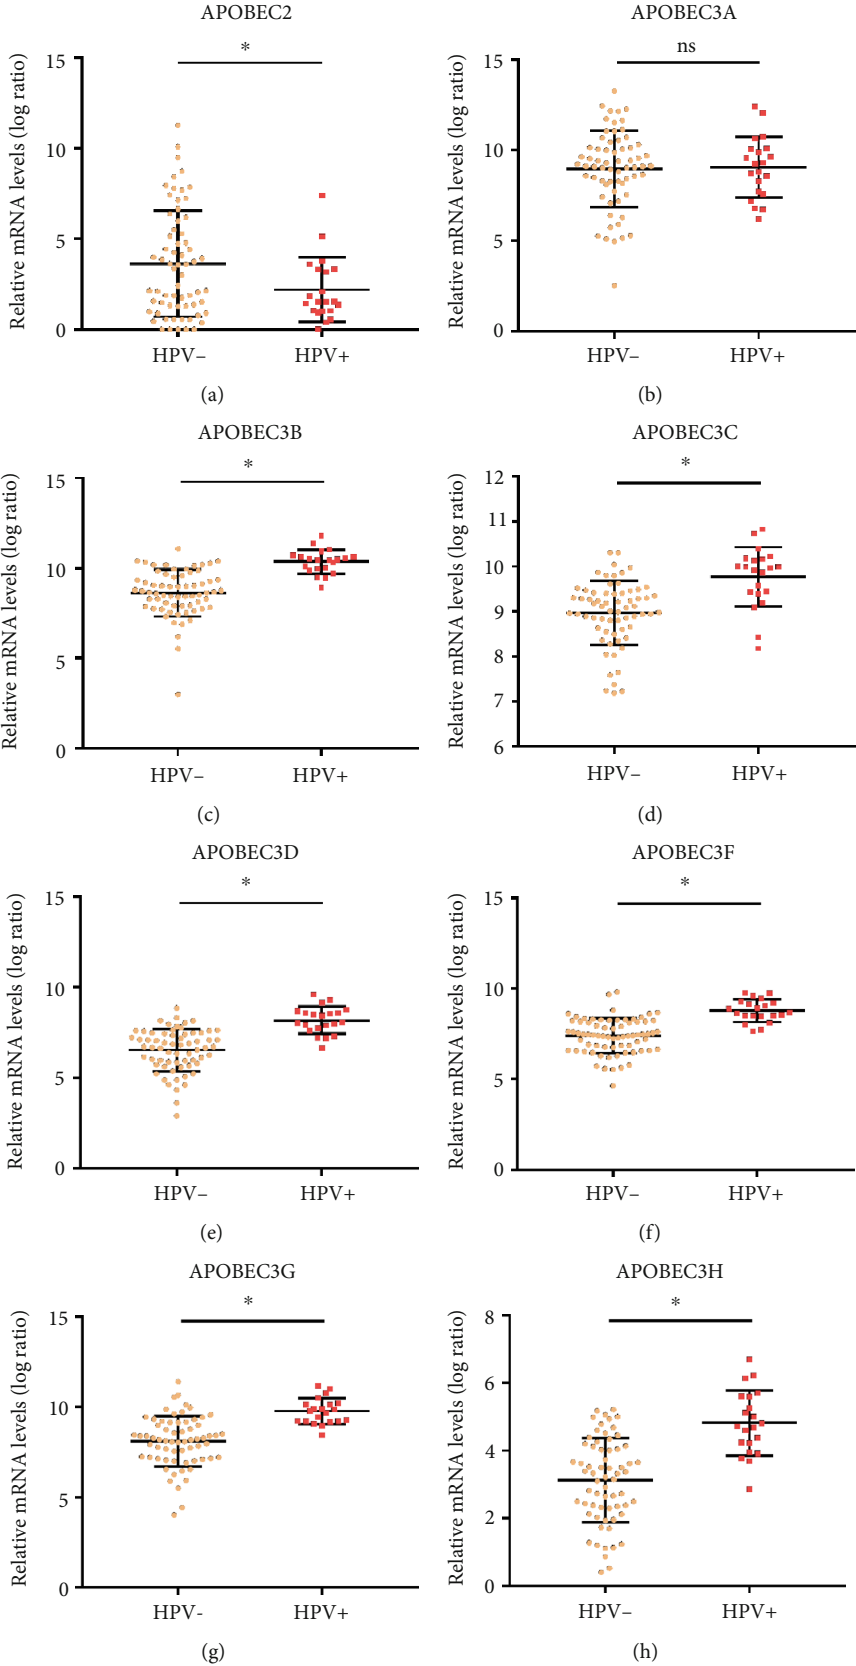 APOBEC2
*
Relative mRNA levels (log ratio)
15
10
5
0
HPV–
HPV+
(a)
APOBEC3A
ns
Relative mRNA levels (log ratio)
15
10
5
0
HPV–
HPV+
(b)
APOBEC3B
*
Relative mRNA levels (log ratio)
15
10
5
0
HPV–
HPV+
(c)
APOBEC3C
*
Relative mRNA levels (log ratio)
12
11
10
9
8
7
6
HPV–
HPV+
(d)
APOBEC3D
*
Relative mRNA levels (log ratio)
15
10
5
0
HPV–
HPV+
(e)
APOBEC3F
*
Relative mRNA levels (log ratio)
15
10
5
0
HPV–
HPV+
(f)
APOBEC3G
*
Relative mRNA levels (log ratio)
15
10
5
0
HPV-
HPV+
(g)
APOBEC3H
*
Relative mRNA levels (log ratio)
8
6
4
2
0
HPV–
HPV+
(h)